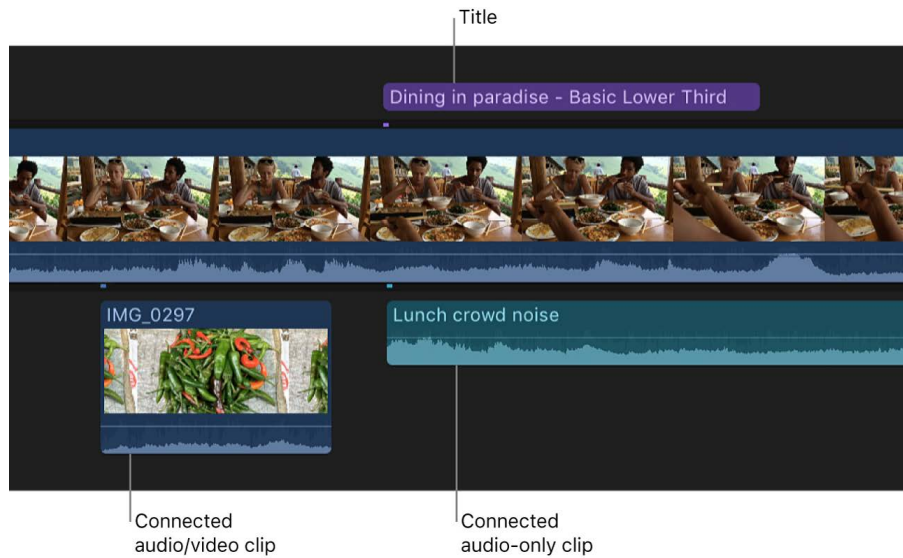 Title
Dining in paradise - Basic Lower Third
IMG_0297
Lunch crowd noise
Connected
audio/video clip
Connected
audio-only clip